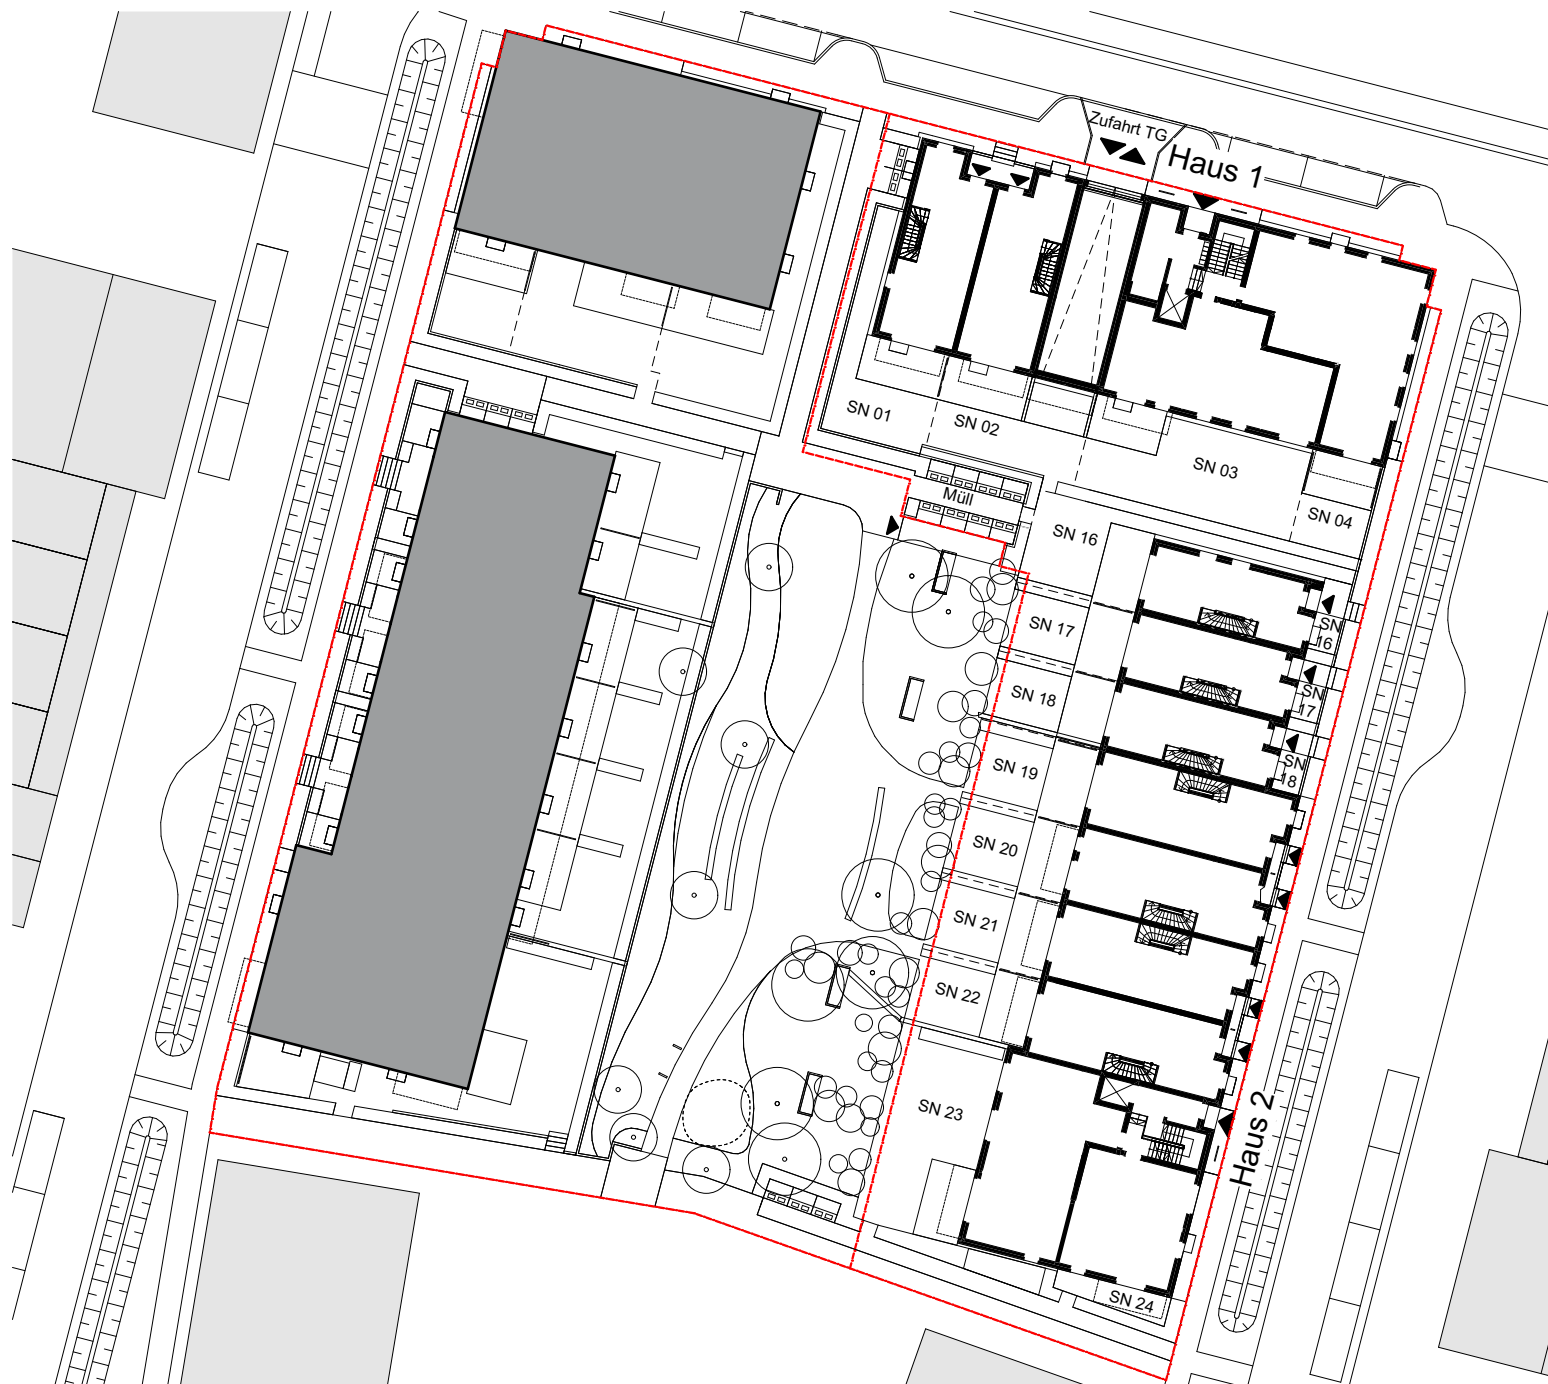 Zufahrt TG
Haus 1
SN 01
SN 02
SN 03
SN 04
Müll
SN 16
SN
16
SN 17
SN
17
SN 18
SN
18
SN 19
SN 20
SN 21
SN 22
SN 23
Haus 2
SN 24